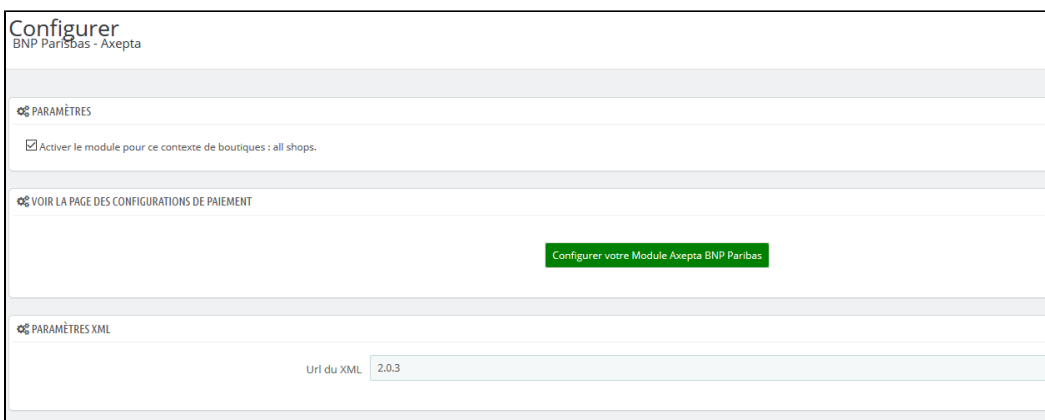 Configurer
BNP Parisbas - Axepta
PARAMÈTRES
Activer le module pour ce contexte de boutiques : all shops.
VOIR LA PAGE DES CONFIGURATIONS DE PAIEMENT
Configurer votre Module Axepta BNP Paribas
PARAMÈTRES XML
Url du XML 2.0.3